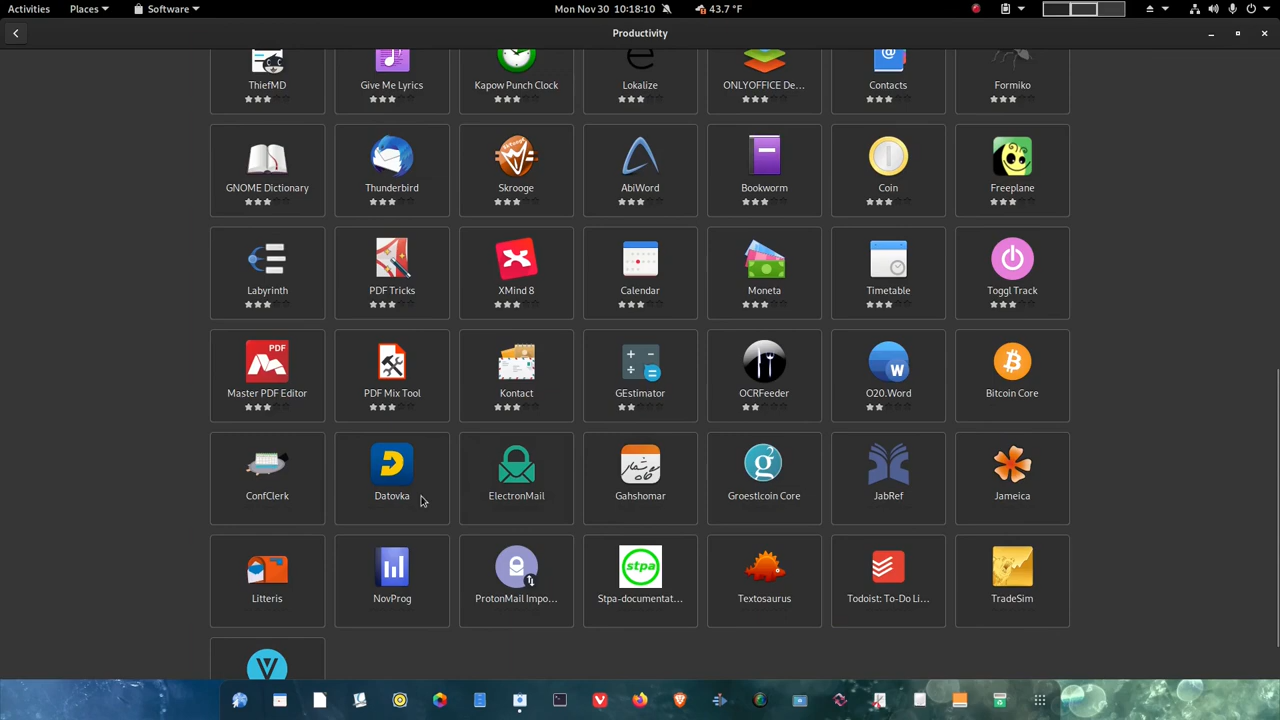 Activities Places Software Mon Nov 30 10:18:10 43.7 °F
Productivity
ThiefMD Give Me Lyrics Kapow Punch Clock Lokalize ONLYOFFICE De... Contacts Formiko
GNOME Dictionary Thunderbird Skrooge AbiWord Bookworm Coin Freeplane
Labyrinth PDF Tricks XMind 8 Calendar Moneta Timetable Toggl Track
PDF W
Master PDF Editor PDF Mix Tool Kontact GEstimator OCRFeeder O20.Word Bitcoin Core
ConfClerk Datovka ElectronMail Gahshomar Groestlcoin Core JabRef Jameica
stpa
Litteris NovProg ProtonMail Impo... Stpa-documentat... Textosaurus Todoist: To-Do Li... TradeSim